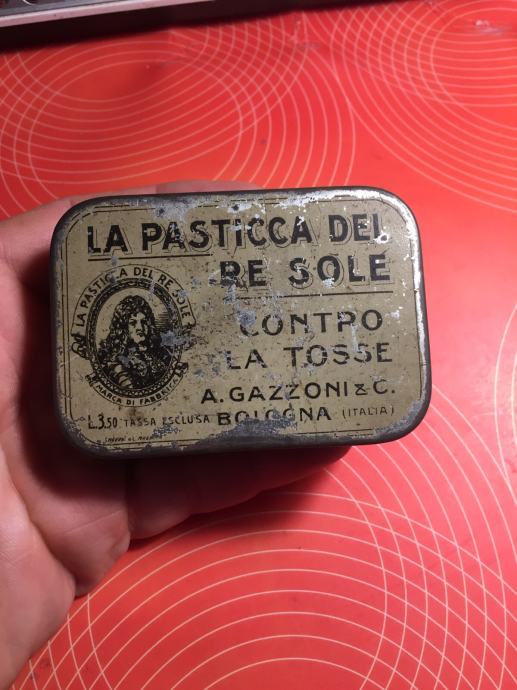 LA PASTICCA DEL
RE SOLE
LA PASTICCA DEL RE SOLE
MARCA DI FABBRICA
CONTRO
LA TOSSE
A. GAZZONI & C.
L.3.50 TASSA ESCLUSA BOLOGNA (ITALIA)